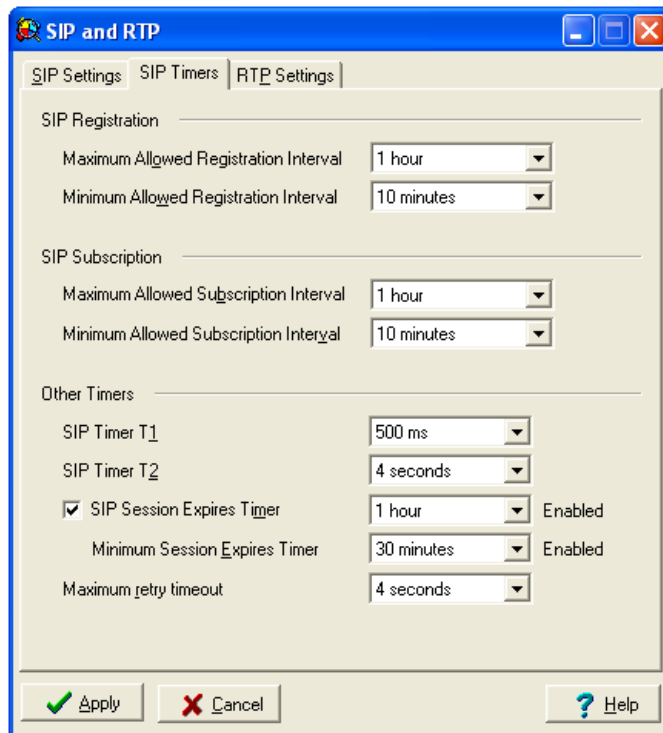 SIP and RTP
SIP Settings SIP Timers RTP Settings
SIP Registration
Maximum Allowed Registration Interval 1 hour
Minimum Allowed Registration Interval 10 minutes
SIP Subscription
Maximum Allowed Subscription Interval 1 hour
Minimum Allowed Subscription Interval 10 minutes
Other Timers
SIP Timer T1 500 ms
SIP Timer T2 4 seconds
SIP Session Expires Timer 1 hour Enabled
Minimum Session Expires Timer 30 minutes Enabled
Maximum retry timeout 4 seconds
Apply Cancel Help